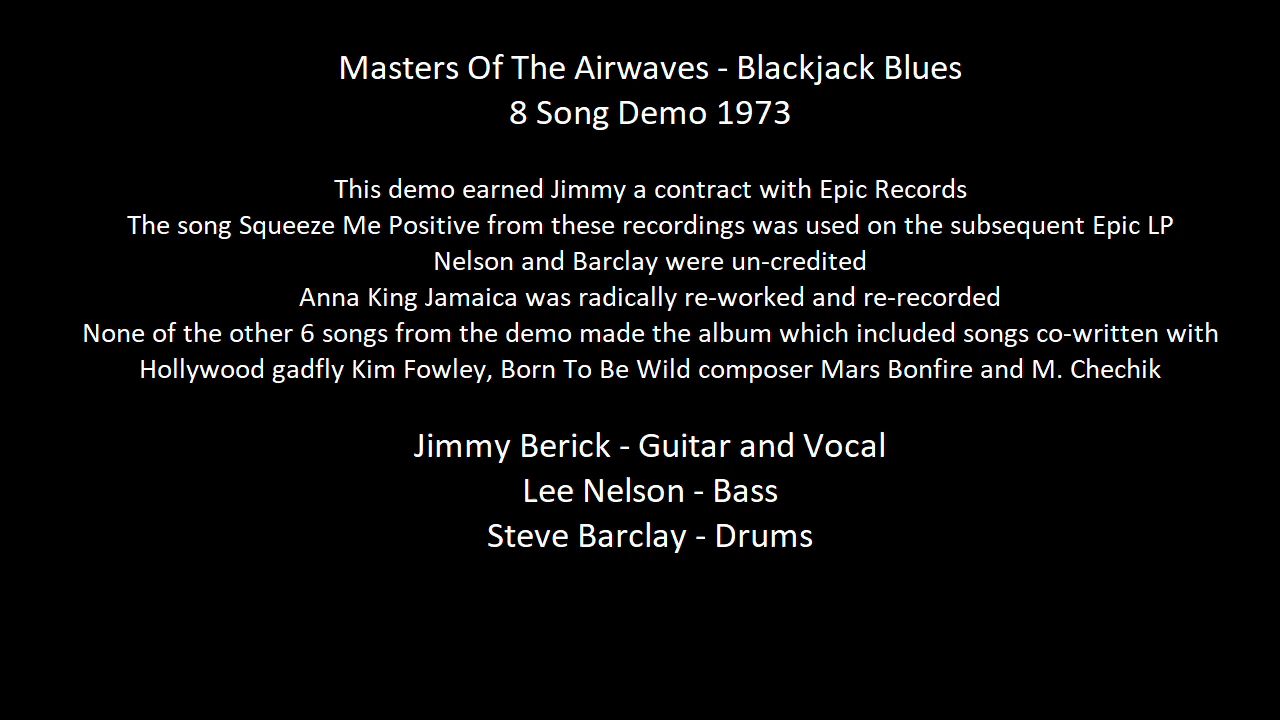 Masters Of The Airwaves - Blackjack Blues
8 Song Demo 1973
This demo earned Jimmy a contract with Epic Records
The song Squeeze Me Positive from these recordings was used on the subsequent Epic LP
Nelson and Barclay were un-credited
Anna King Jamaica was radically re-worked and re-recorded
None of the other 6 songs from the demo made the album which included songs co-written with
Hollywood gadfly Kim Fowley, Born To Be Wild composer Mars Bonfire and M. Chechik
Jimmy Berick - Guitar and Vocal
Lee Nelson - Bass
Steve Barclay - Drums